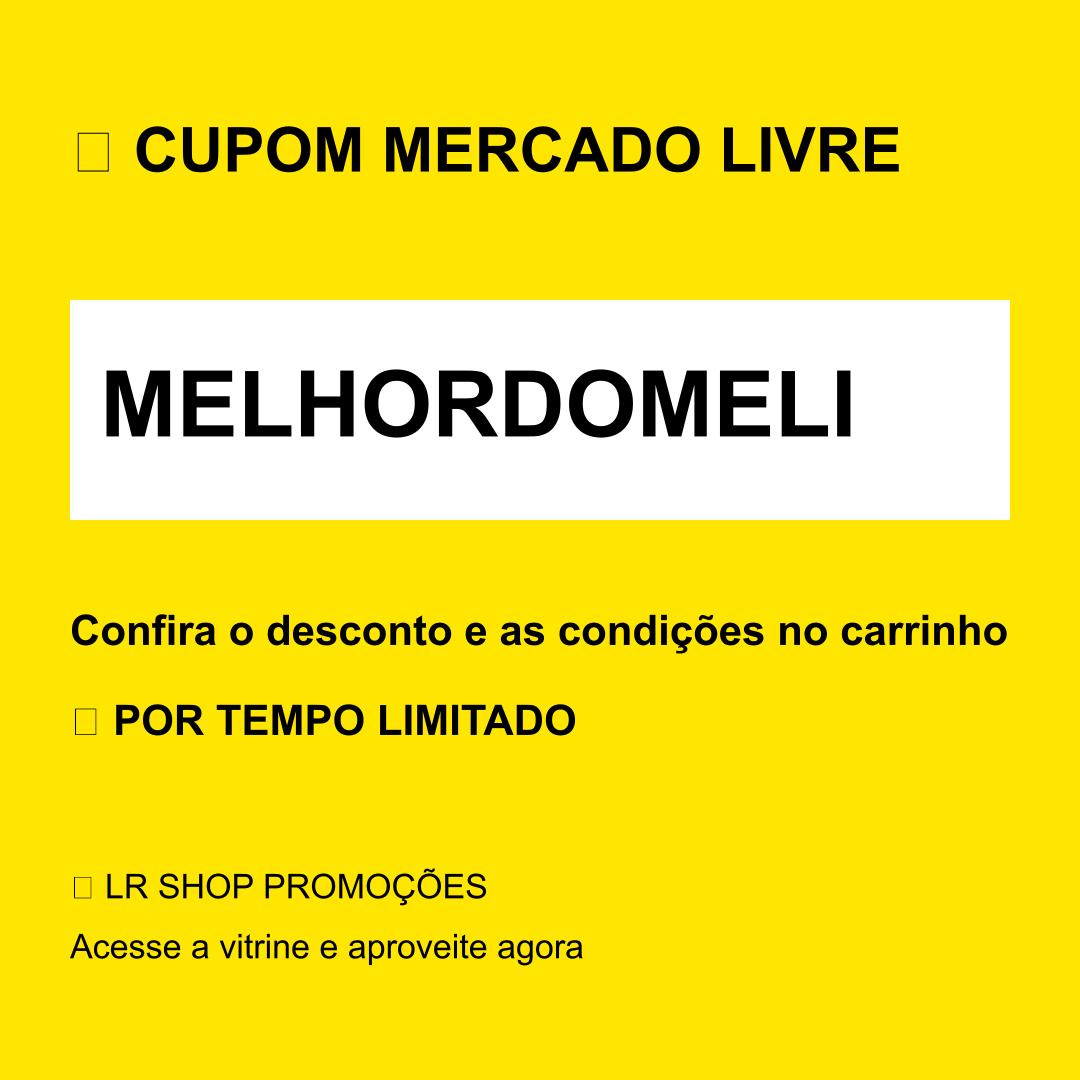 □ CUPOM MERCADO LIVRE
MELHORDOMELI
Confira o desconto e as condições no carrinho
□ POR TEMPO LIMITADO
□ LR SHOP PROMOÇÕES
Acesse a vitrine e aproveite agora